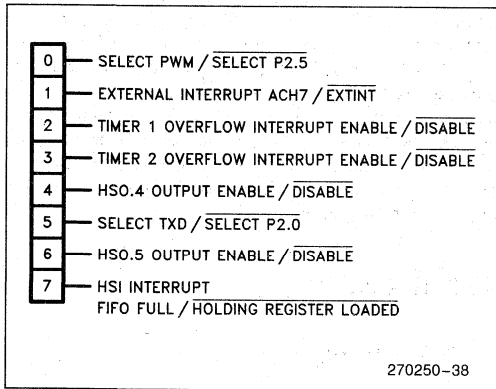 0 SELECT PWM / SELECT P2.5
1 EXTERNAL INTERRUPT ACH7 / EXTINT
2 TIMER 1 OVERFLOW INTERRUPT ENABLE / DISABLE
3 TIMER 2 OVERFLOW INTERRUPT ENABLE / DISABLE
4 HSO.4 OUTPUT ENABLE / DISABLE
5 SELECT TXD / SELECT P2.0
6 HSO.5 OUTPUT ENABLE / DISABLE
7 HSI INTERRUPT
FIFO FULL / HOLDING REGISTER LOADED
270250-38